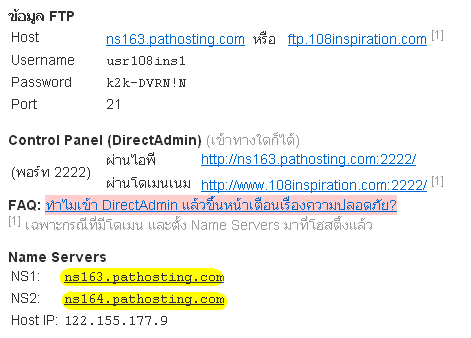 ข้อมูล FTP
Host ns163.pathosting.com หรือ ftp.108inspiration.com [1]
Username usr108ins1
Password k2k-DVRN!N
Port 21
Control Panel (DirectAdmin) (เข้าทางใดก็ได้)
(พอร์ท 2222) ผ่านไอพี http://ns163.pathosting.com:2222/
ผ่านโดเมนเนม http://www.108inspiration.com:2222/ [1]
FAQ: ทำไมเข้า DirectAdmin แล้วขึ้นหน้าเตือนเรื่องความปลอดภัย?
[1] เฉพาะกรณีที่มีโดเมน และตั้ง Name Servers มาที่โฮสติ้งแล้ว
Name Servers
NS1: ns163.pathosting.com
NS2: ns164.pathosting.com
Host IP: 122.155.177.9